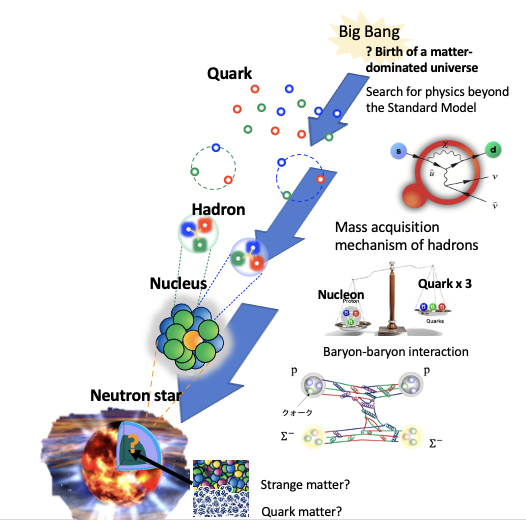 Big Bang
? Birth of a matter-
dominated universe
Quark
Search for physics beyond
the Standard Model
s
d
χ
ũ
ν
ν̄
Hadron
Mass acquisition
mechanism of hadrons
Nucleus
Nucleon
Quark x 3
Proton
Quarks
Baryon-baryon interaction
p
p
クォーク
Σ⁻
Σ⁻
Neutron star
?
Strange matter?
Quark matter?